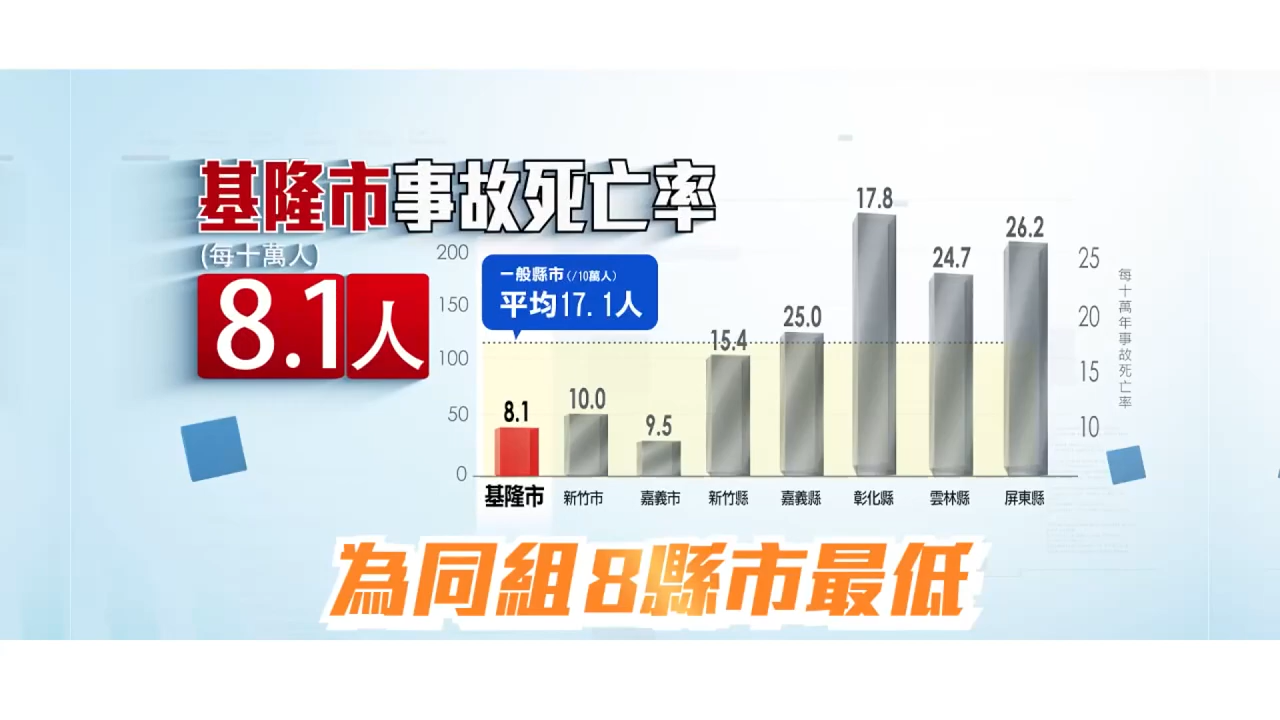 基隆市事故死亡率
(每十萬人)
8.1人
一般縣市(/10萬人)
平均17.1人
200
150
100
50
0
8.1
10.0
9.5
15.4
25.0
17.8
24.7
26.2
25
20
15
10
每十萬年事故死亡率
基隆市
新竹市
嘉義市
新竹縣
嘉義縣
彰化縣
雲林縣
屏東縣
為同組8縣市最低